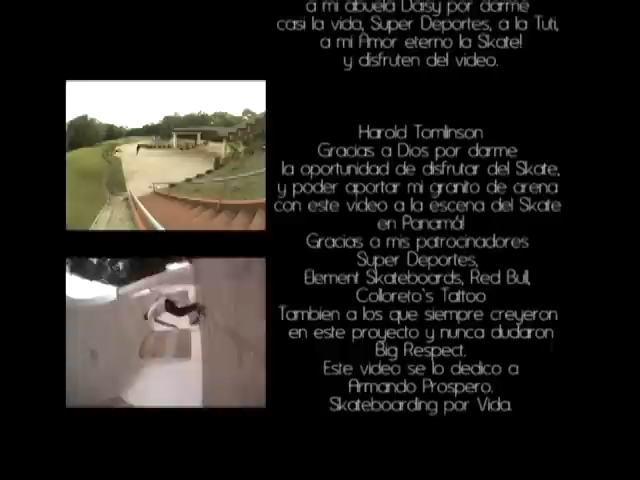 a mi abuela Daisy por darme
casi la vida, Super Deportes, a la Tuti,
a mi Amor eterno la Skate!
y disfruten del video.
Harold Tomlinson
Gracias a Dios por darme
la oportunidad de disfrutar del Skate,
y poder aportar mi granito de arena
con este video a la escena del Skate
en Panamá!
Gracias a mis patrocinadores
Super Deportes,
Element Skateboards, Red Bull,
Colloreto's Tattoo
Tambien a los que siempre creyeron
en este proyecto y nunca dudaron
Big Respect.
Este video se lo dedico a
Armando Prospero.
Skateboarding por Vida.